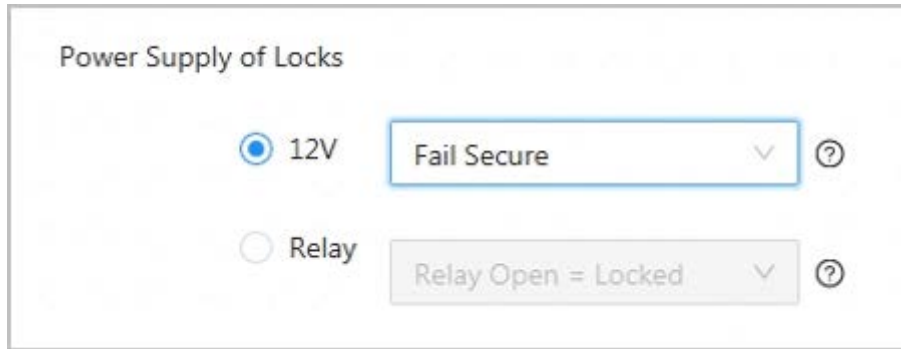 Power Supply of Locks
12V Fail Secure
Relay Relay Open = Locked